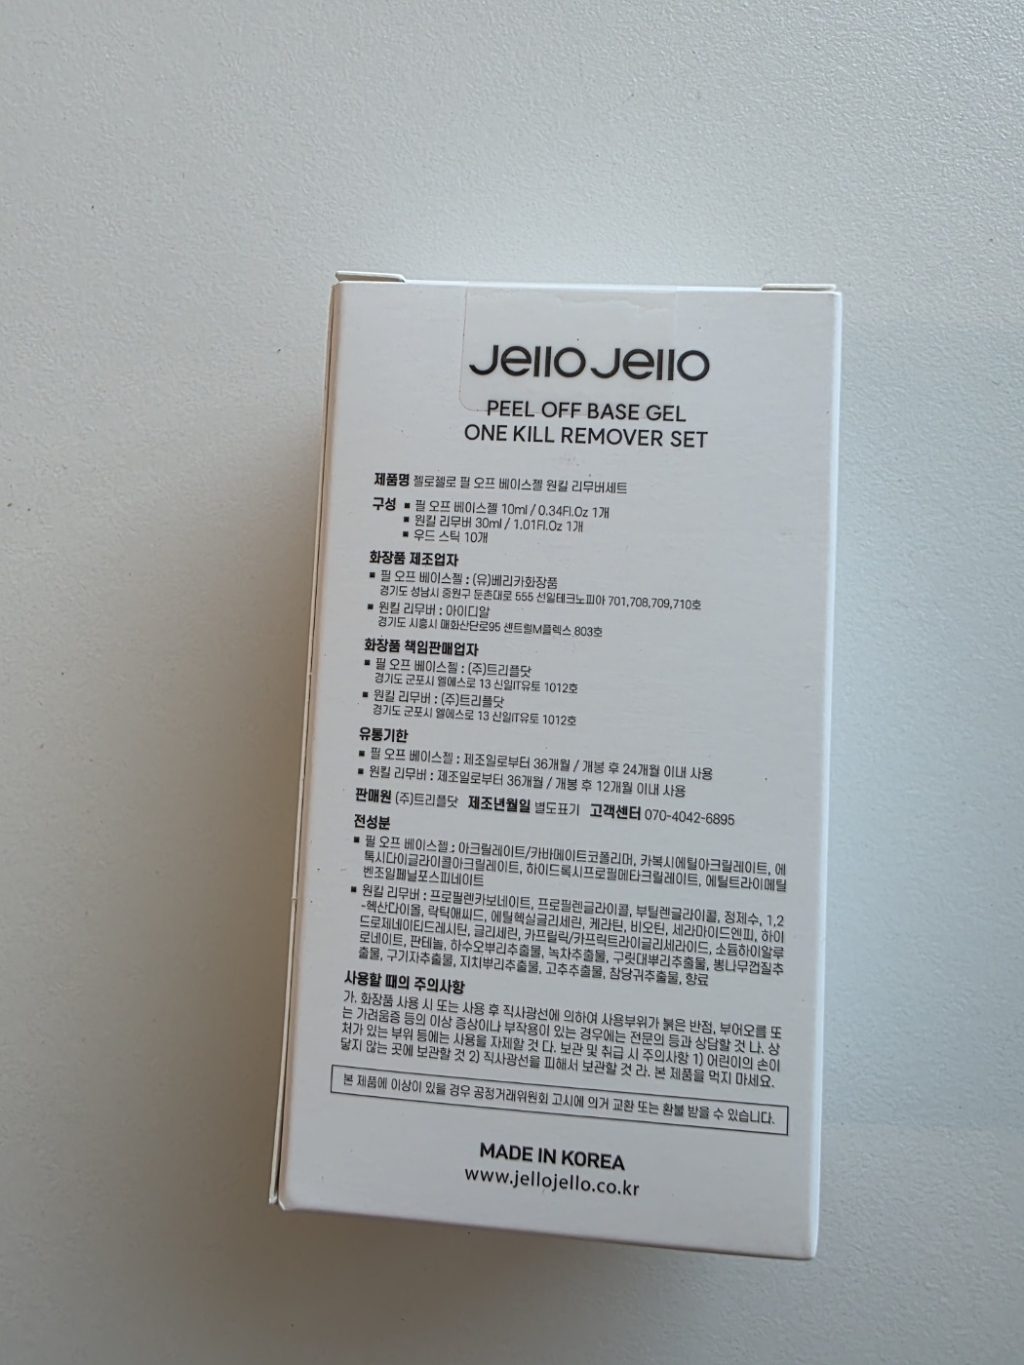 JelloJello
PEEL OFF BASE GEL
ONE KILL REMOVER SET
제품명 젤로젤로 필 오프 베이스젤 원킬 리무버세트
구성 ▪ 필 오프 베이스젤 10ml / 0.34Fl.Oz 1개
▪ 원킬 리무버 30ml / 1.01Fl.Oz 1개
▪ 우드 스틱 10개
화장품 제조업자
▪ 필 오프 베이스젤 : (유)베리카화장품
경기도 성남시 중원구 둔촌대로 555 선일테크노피아 701,708,709,710호
▪ 원킬 리무버 : 아이디알
경기도 시흥시 매화산단로95 센트럴M플렉스 803호
화장품 책임판매업자
▪ 필 오프 베이스젤 : (주)트리플닷
경기도 군포시 엘에스로 13 신일IT유토 1012호
▪ 원킬 리무버 : (주)트리플닷
경기도 군포시 엘에스로 13 신일IT유토 1012호
유통기한
▪ 필 오프 베이스젤 : 제조일로부터 36개월 / 개봉 후 24개월 이내 사용
▪ 원킬 리무버 : 제조일로부터 36개월 / 개봉 후 12개월 이내 사용
판매원 (주)트리플닷 제조년월일 별도표기 고객센터 070-4042-6895
전성분
▪ 필 오프 베이스젤 : 아크릴레이트/카바메이트코폴리머, 카복시에틸아크릴레이트, 에
톡시다이글라이콜아크릴레이트, 하이드록시프로필메타크릴레이트, 에틸트라이메틸
벤조일페닐포스피네이트
▪ 원킬 리무버 : 프로필렌카보네이트, 프로필렌글라이콜, 부틸렌글라이콜, 정제수, 1,2
-헥산다이올, 락틱애씨드, 에틸헥실글리세린, 케라틴, 비오틴, 세라마이드엔피, 하이
드로제네이티드레시틴, 글리세린, 카프릴릭/카프릭트라이글리세라이드, 소듐하이알루
로네이트, 판테놀, 하수오뿌리추출물, 녹차추출물, 구릿대뿌리추출물, 뽕나무껍질추
출물, 구기자추출물, 지치뿌리추출물, 고추추출물, 참당귀추출물, 향료
사용할 때의 주의사항
가. 화장품 사용 시 또는 사용 후 직사광선에 의하여 사용부위가 붉은 반점, 부어오름 또
는 가려움증 등의 이상 증상이나 부작용이 있는 경우에는 전문의 등과 상담할 것 나. 상
처가 있는 부위 등에는 사용을 자제할 것 다. 보관 및 취급 시 주의사항 1) 어린이의 손이
닿지 않는 곳에 보관할 것 2) 직사광선을 피해서 보관할 것 라. 본 제품을 먹지 마세요.
본 제품에 이상이 있을 경우 공정거래위원회 고시에 의거 교환 또는 환불 받을 수 있습니다.
MADE IN KOREA
www.jellojello.co.kr